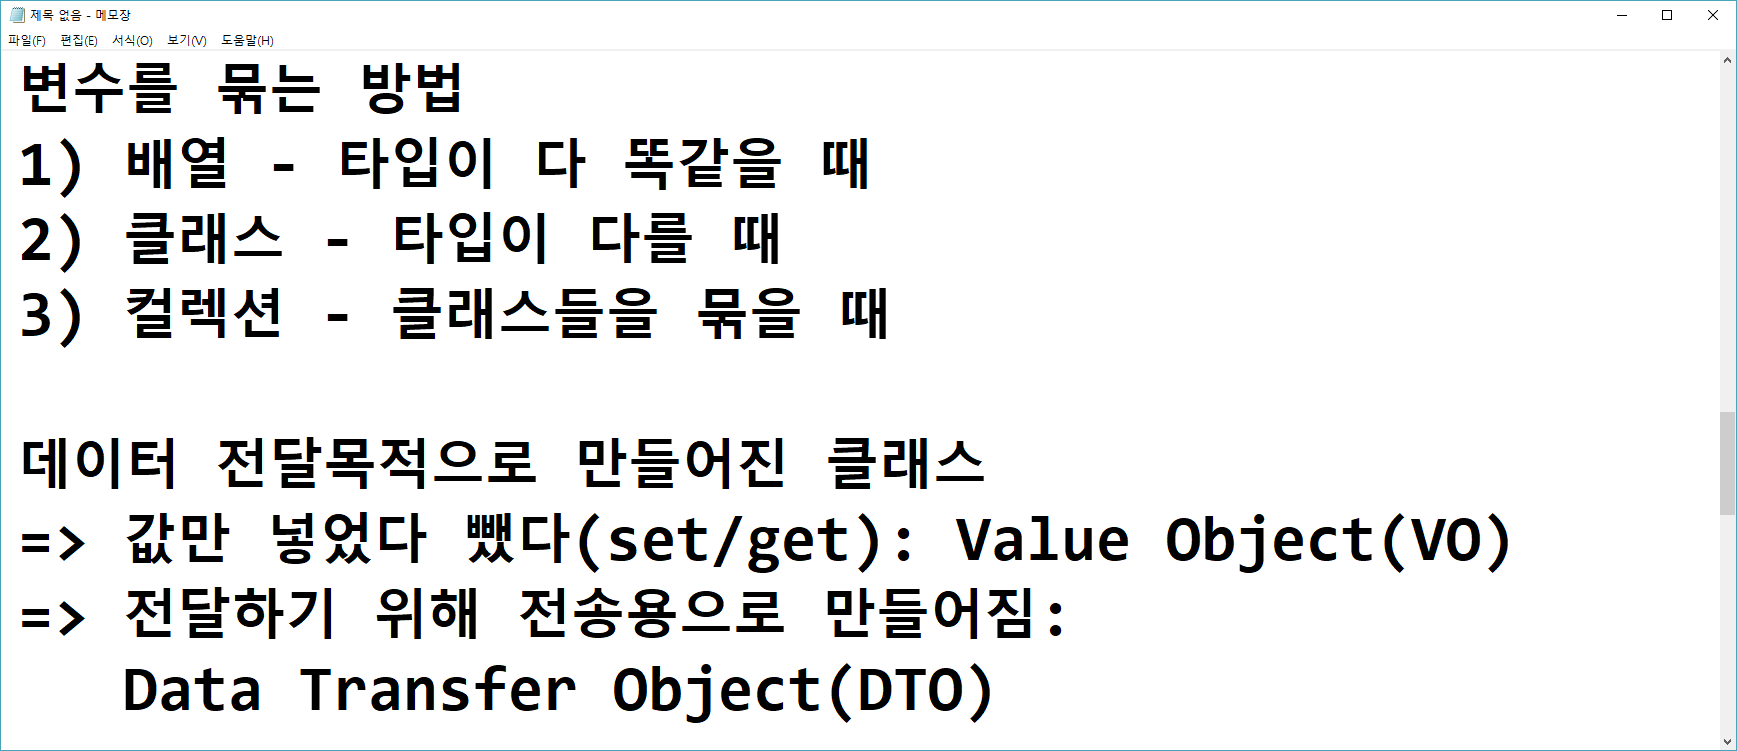 제목 없음 - 메모장
파일(F) 편집(E) 서식(O) 보기(V) 도움말(H)
변수를 묶는 방법
1) 배열 - 타입이 다 똑같을 때
2) 클래스 - 타입이 다를 때
3) 컬렉션 - 클래스들을 묶을 때
데이터 전달목적으로 만들어진 클래스
=> 값만 넣었다 뺐다(set/get): Value Object(VO)
=> 전달하기 위해 전송용으로 만들어짐:
Data Transfer Object(DTO)